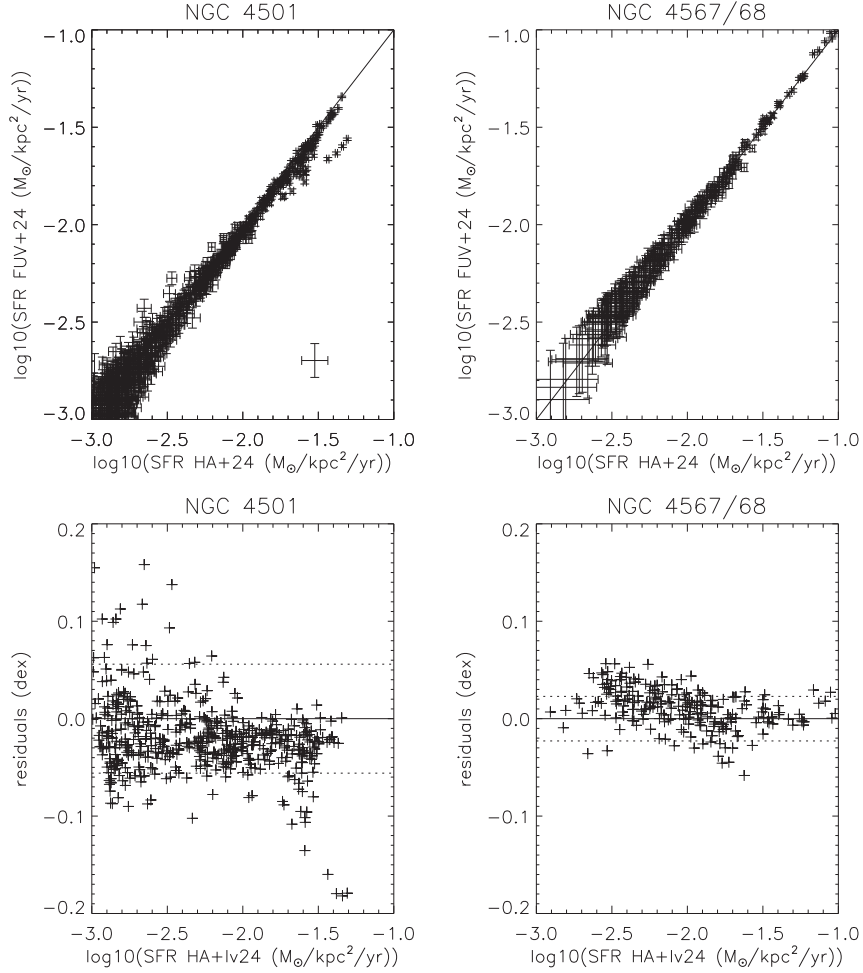 NGC 4501
NGC 4567/68
log10(SFR FUV+24 (M☉/kpc²/yr))
-1.0
-1.5
-2.0
-2.5
-3.0
-3.0 -2.5 -2.0 -1.5 -1.0
log10(SFR HA+24 (M☉/kpc²/yr))
log10(SFR FUV+24 (M☉/kpc²/yr))
-1.0
-1.5
-2.0
-2.5
-3.0
-3.0 -2.5 -2.0 -1.5 -1.0
log10(SFR HA+24 (M☉/kpc²/yr))
NGC 4501
NGC 4567/68
residuals (dex)
0.2
0.1
0.0
-0.1
-0.2
-3.0 -2.5 -2.0 -1.5 -1.0
log10(SFR HA+Iv24 (M☉/kpc²/yr))
residuals (dex)
0.2
0.1
0.0
-0.1
-0.2
-3.0 -2.5 -2.0 -1.5 -1.0
log10(SFR HA+Iv24 (M☉/kpc²/yr))